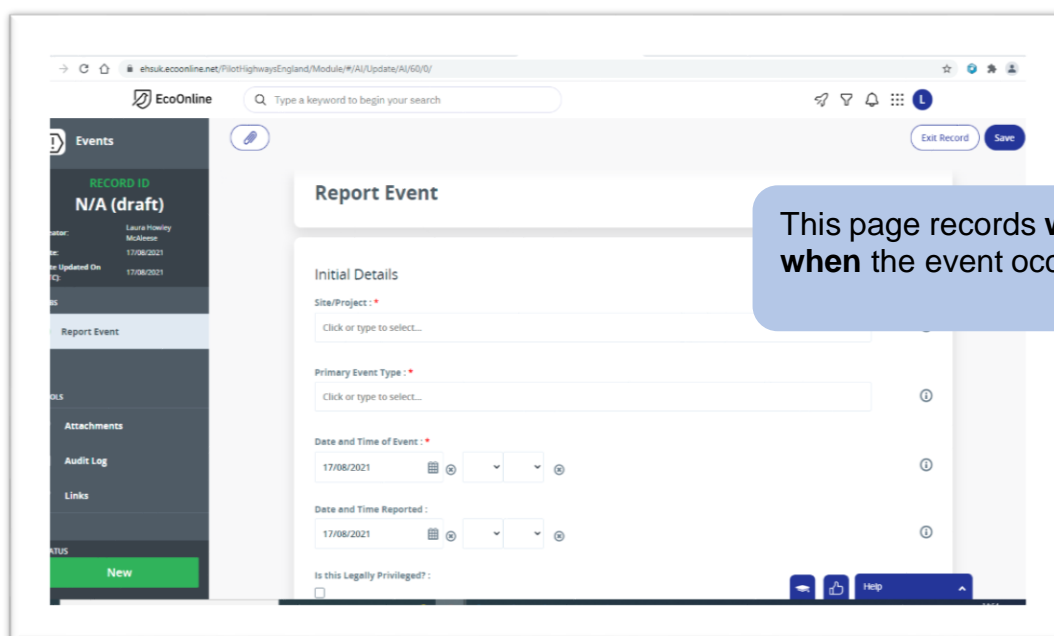 ehsuk.ecoonline.net/PilotHighwaysEngland/Module/#/AI/Update/AI/60/0/
EcoOnline
Type a keyword to begin your search
L
Events
Exit Record
Save
RECORD ID
N/A (draft)
Laura Howley
McAleese
17/08/2021
te Updated On
17/08/2021
Report Event
Attachments
Audit Log
Links
New
Report Event
This page records
when the event occ
Initial Details
Site/Project : *
Click or type to select...
Primary Event Type : *
Click or type to select...
Date and Time of Event : *
17/08/2021
Date and Time Reported :
17/08/2021
Is this Legally Privileged? :
Help